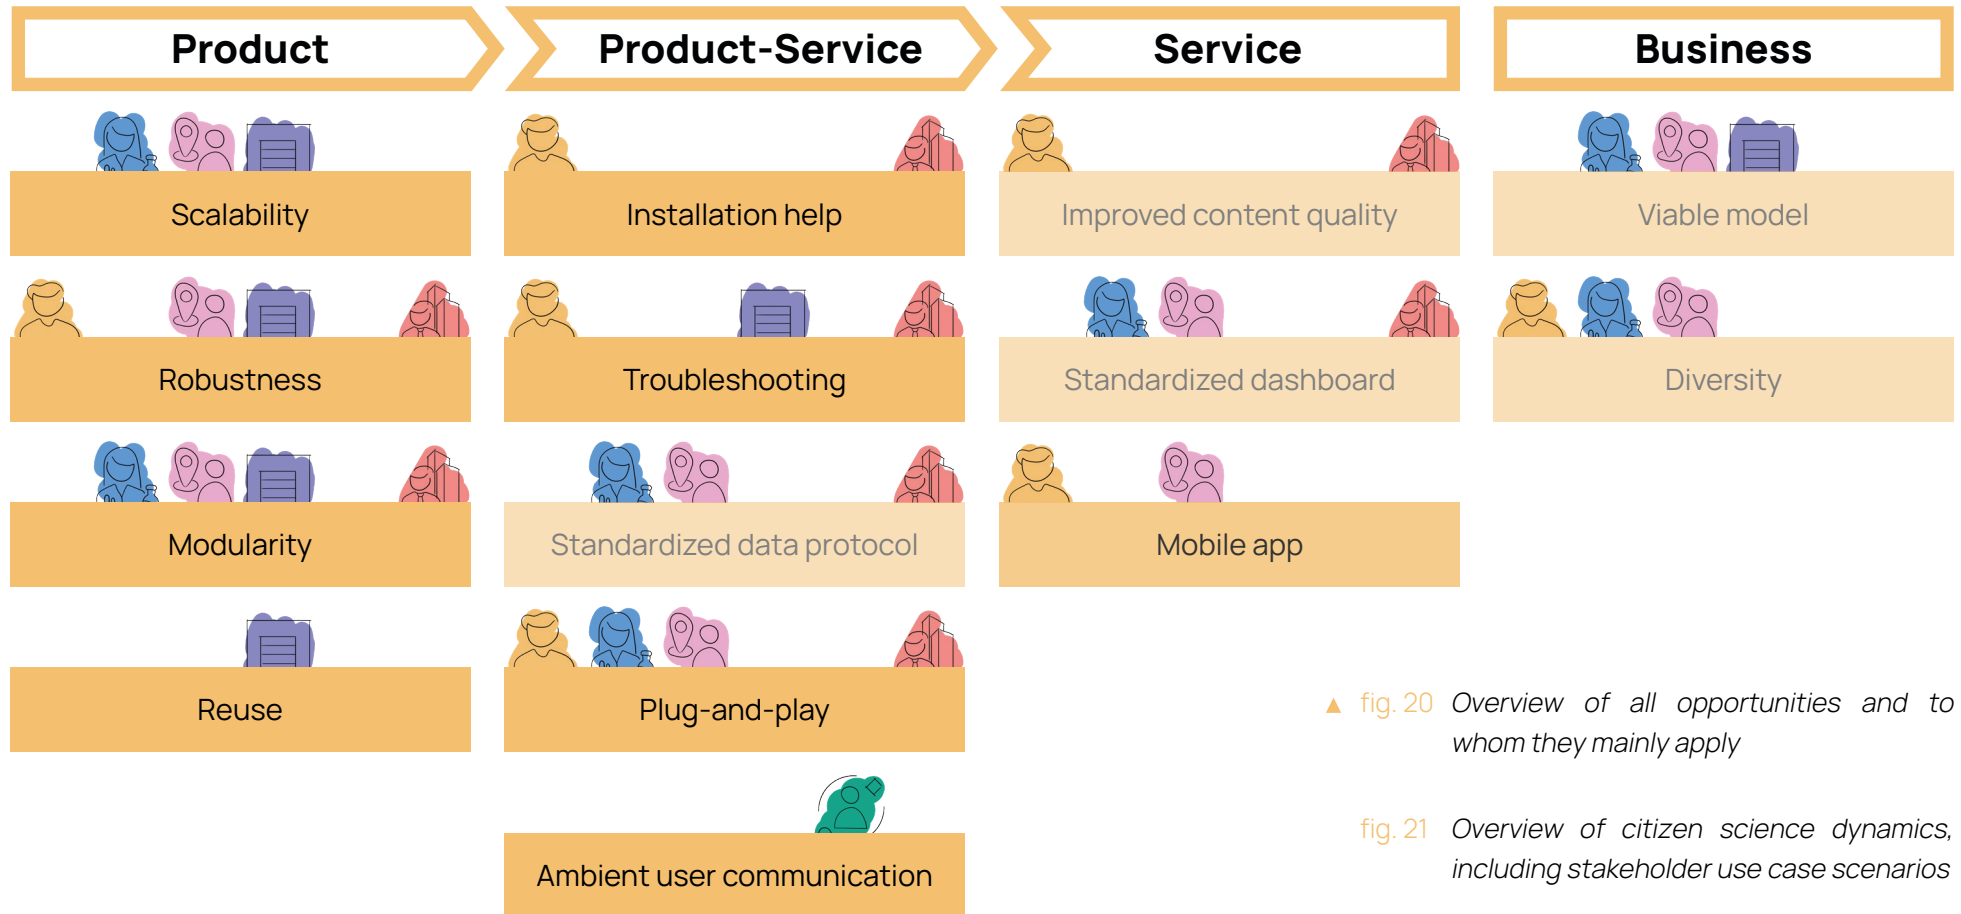 Product
Product-Service
Service
Business
Scalability
Installation help
Improved content quality
Viable model
Robustness
Troubleshooting
Standardized dashboard
Diversity
Modularity
Standardized data protocol
Mobile app
Reuse
Plug-and-play
Ambient user communication
▲ fig. 20 Overview of all opportunities and to
whom they mainly apply
fig. 21 Overview of citizen science dynamics,
including stakeholder use case scenarios